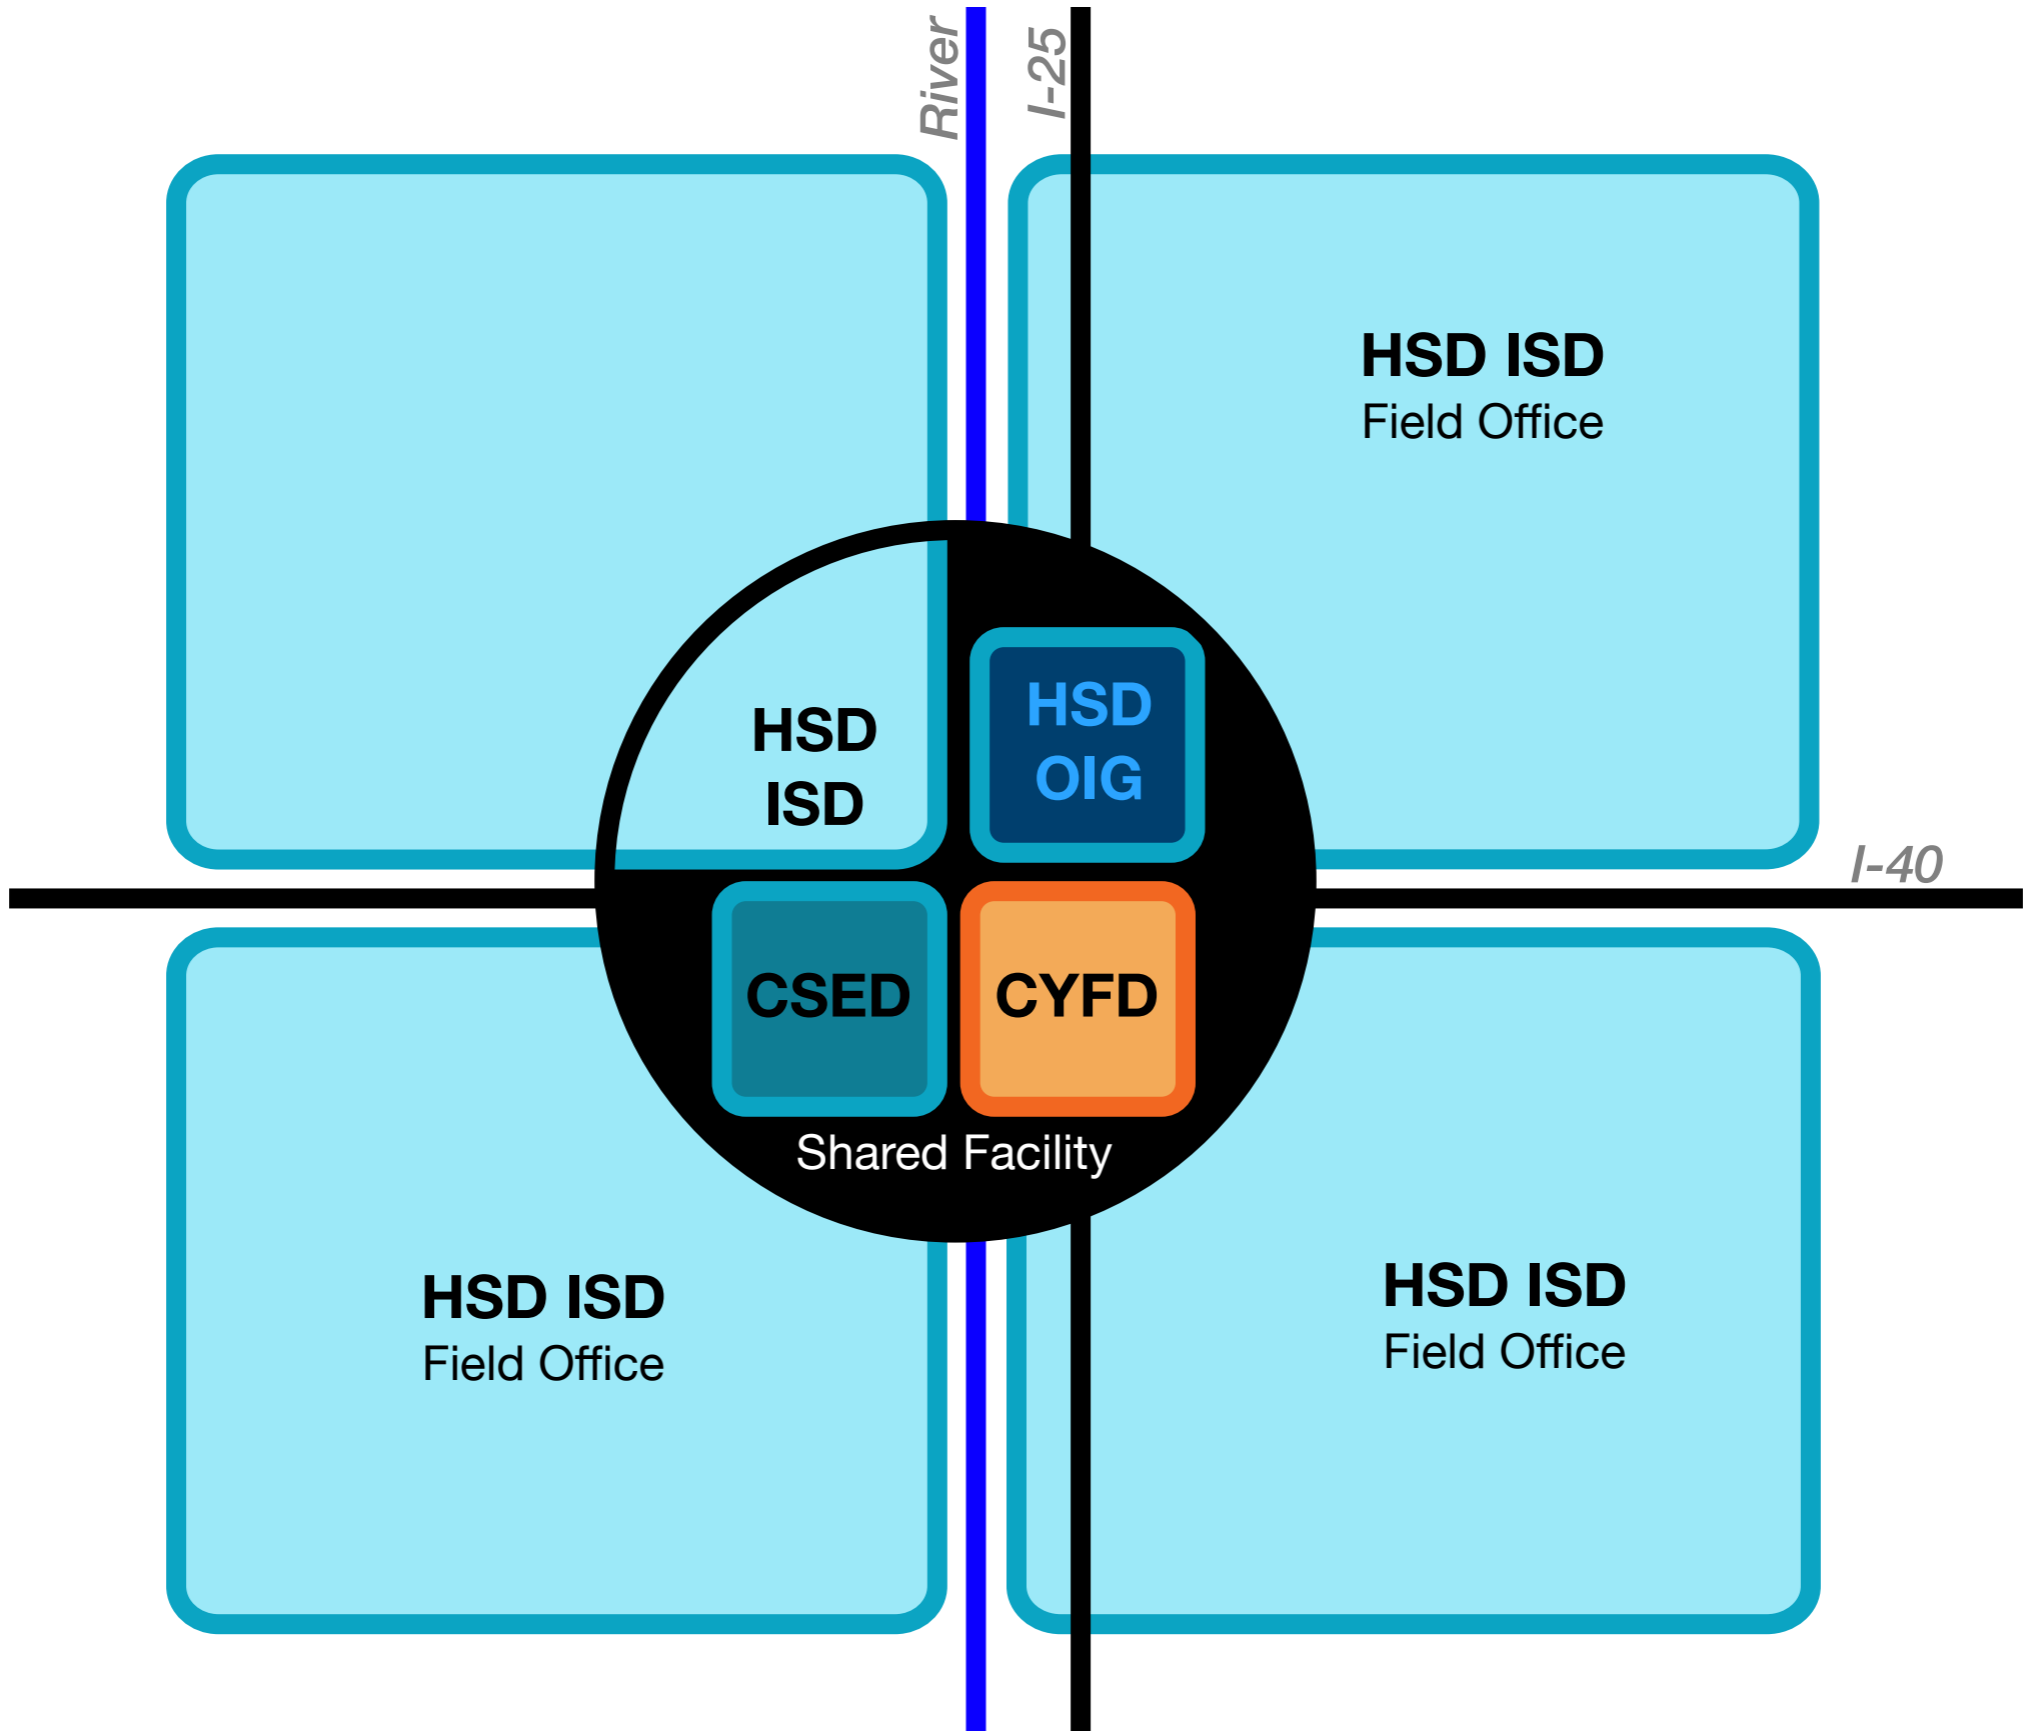 River
I-25
HSD ISD
Field Office
HSD
ISD
HSD
OIG
I-40
CSED
CYFD
Shared Facility
HSD ISD
Field Office
HSD ISD
Field Office